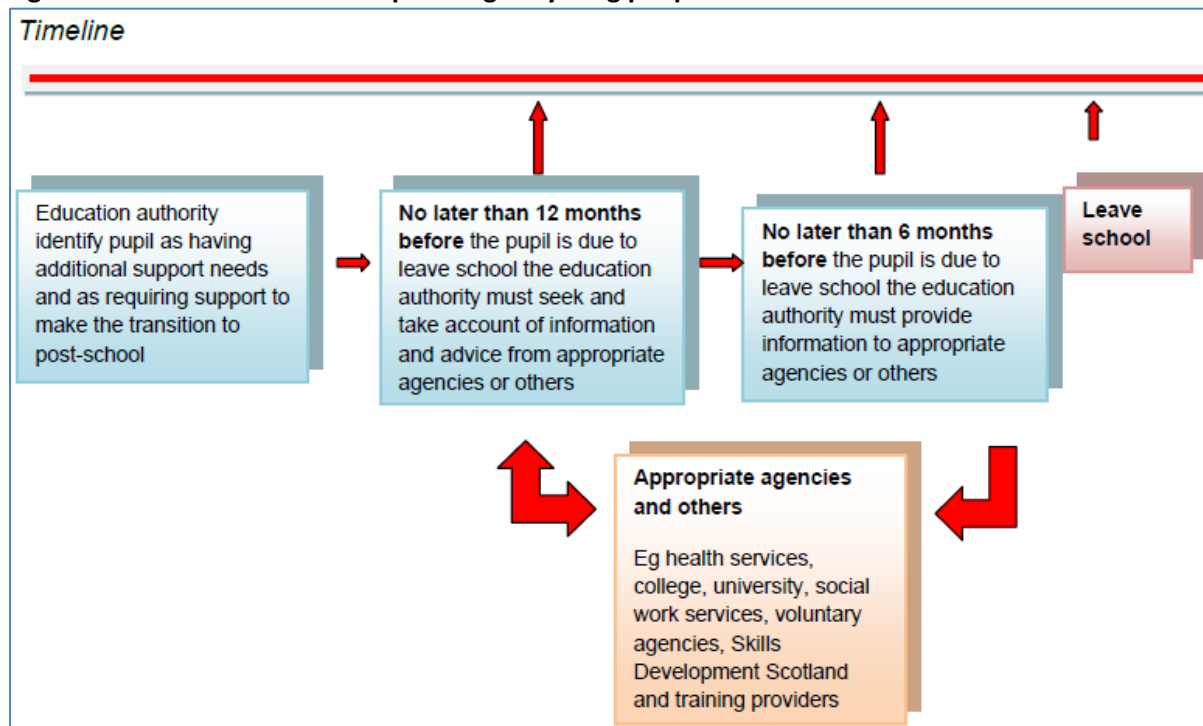 Timeline
Education authority
identify pupil as having
additional support needs
and as requiring support to
make the transition to
post-school
No later than 12 months
before the pupil is due to
leave school the education
authority must seek and
take account of information
and advice from appropriate
agencies or others
No later than 6 months
before the pupil is due to
leave school the education
authority must provide
information to appropriate
agencies or others
Leave
school
Appropriate agencies
and others
Eg health services,
college, university, social
work services, voluntary
agencies, Skills
Development Scotland
and training providers